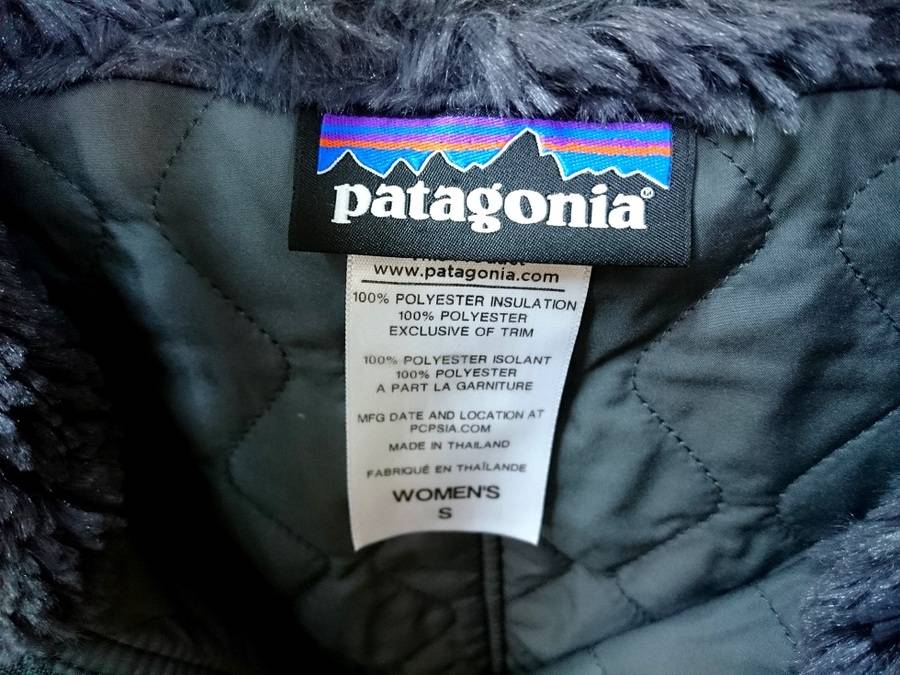 patagonia®
www.patagonia.com
100% POLYESTER INSULATION
100% POLYESTER
EXCLUSIVE OF TRIM
100% POLYESTER ISOLANT
100% POLYESTER
A PART LA GARNITURE
MFG DATE AND LOCATION AT
PCPSIA.COM
MADE IN THAILAND
FABRIQUÉ EN THAÏLANDE
WOMEN'S
S